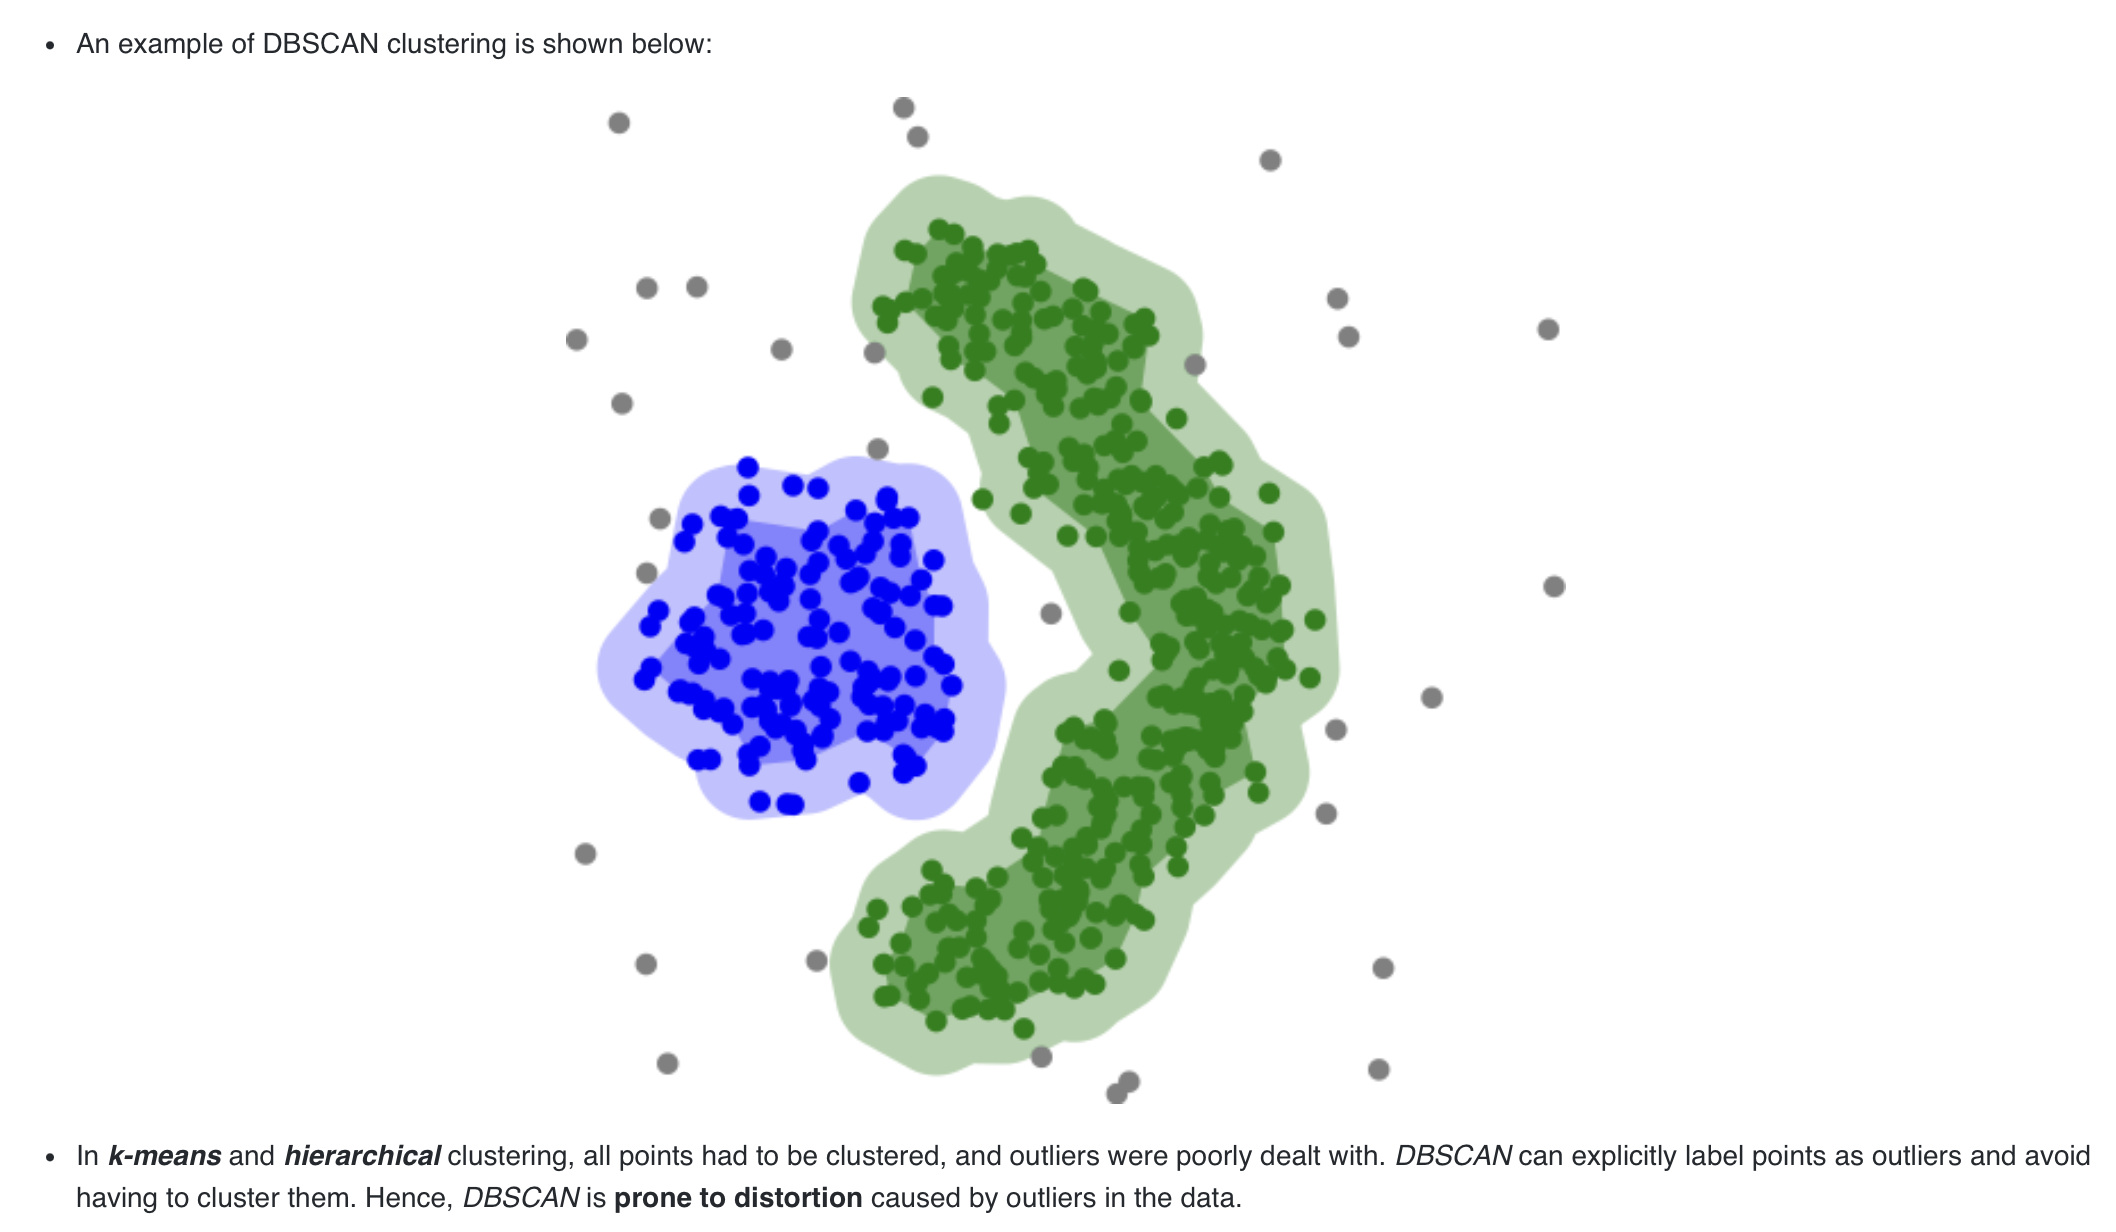 An example of DBSCAN clustering is shown below:
In k-means and hierarchical clustering, all points had to be clustered, and outliers were poorly dealt with. DBSCAN can explicitly label points as outliers and avoid
having to cluster them. Hence, DBSCAN is prone to distortion caused by outliers in the data.